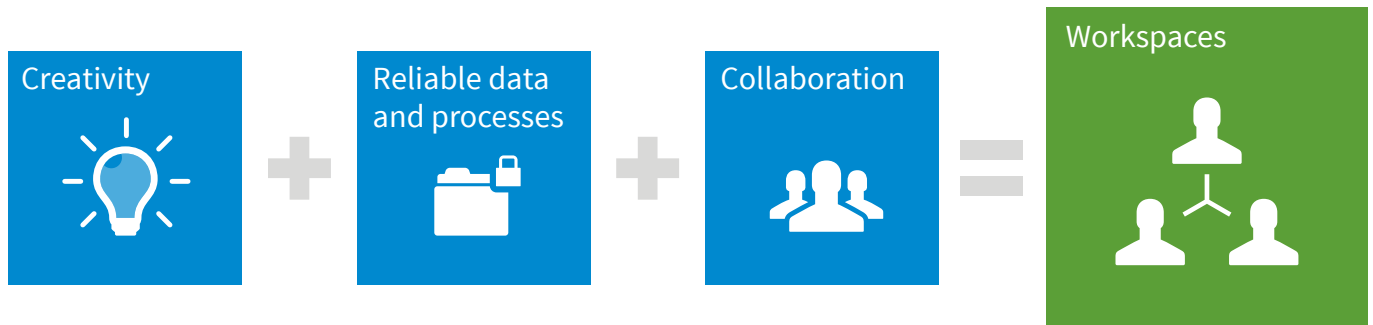 Creativity
Reliable data
and processes
Collaboration
Workspaces